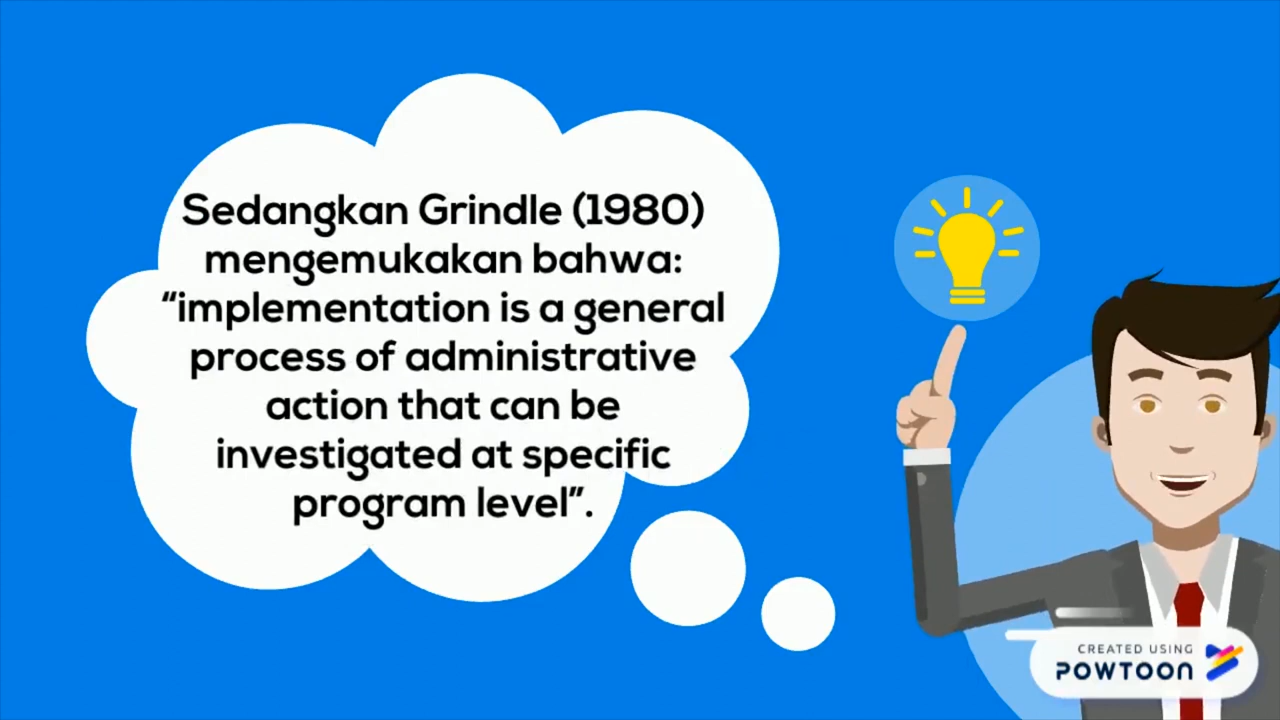 Sedangkan Grindle (1980)
mengemukakan bahwa:
“implementation is a general
process of administrative
action that can be
investigated at specific
program level”.
CREATED USING
POWTOON